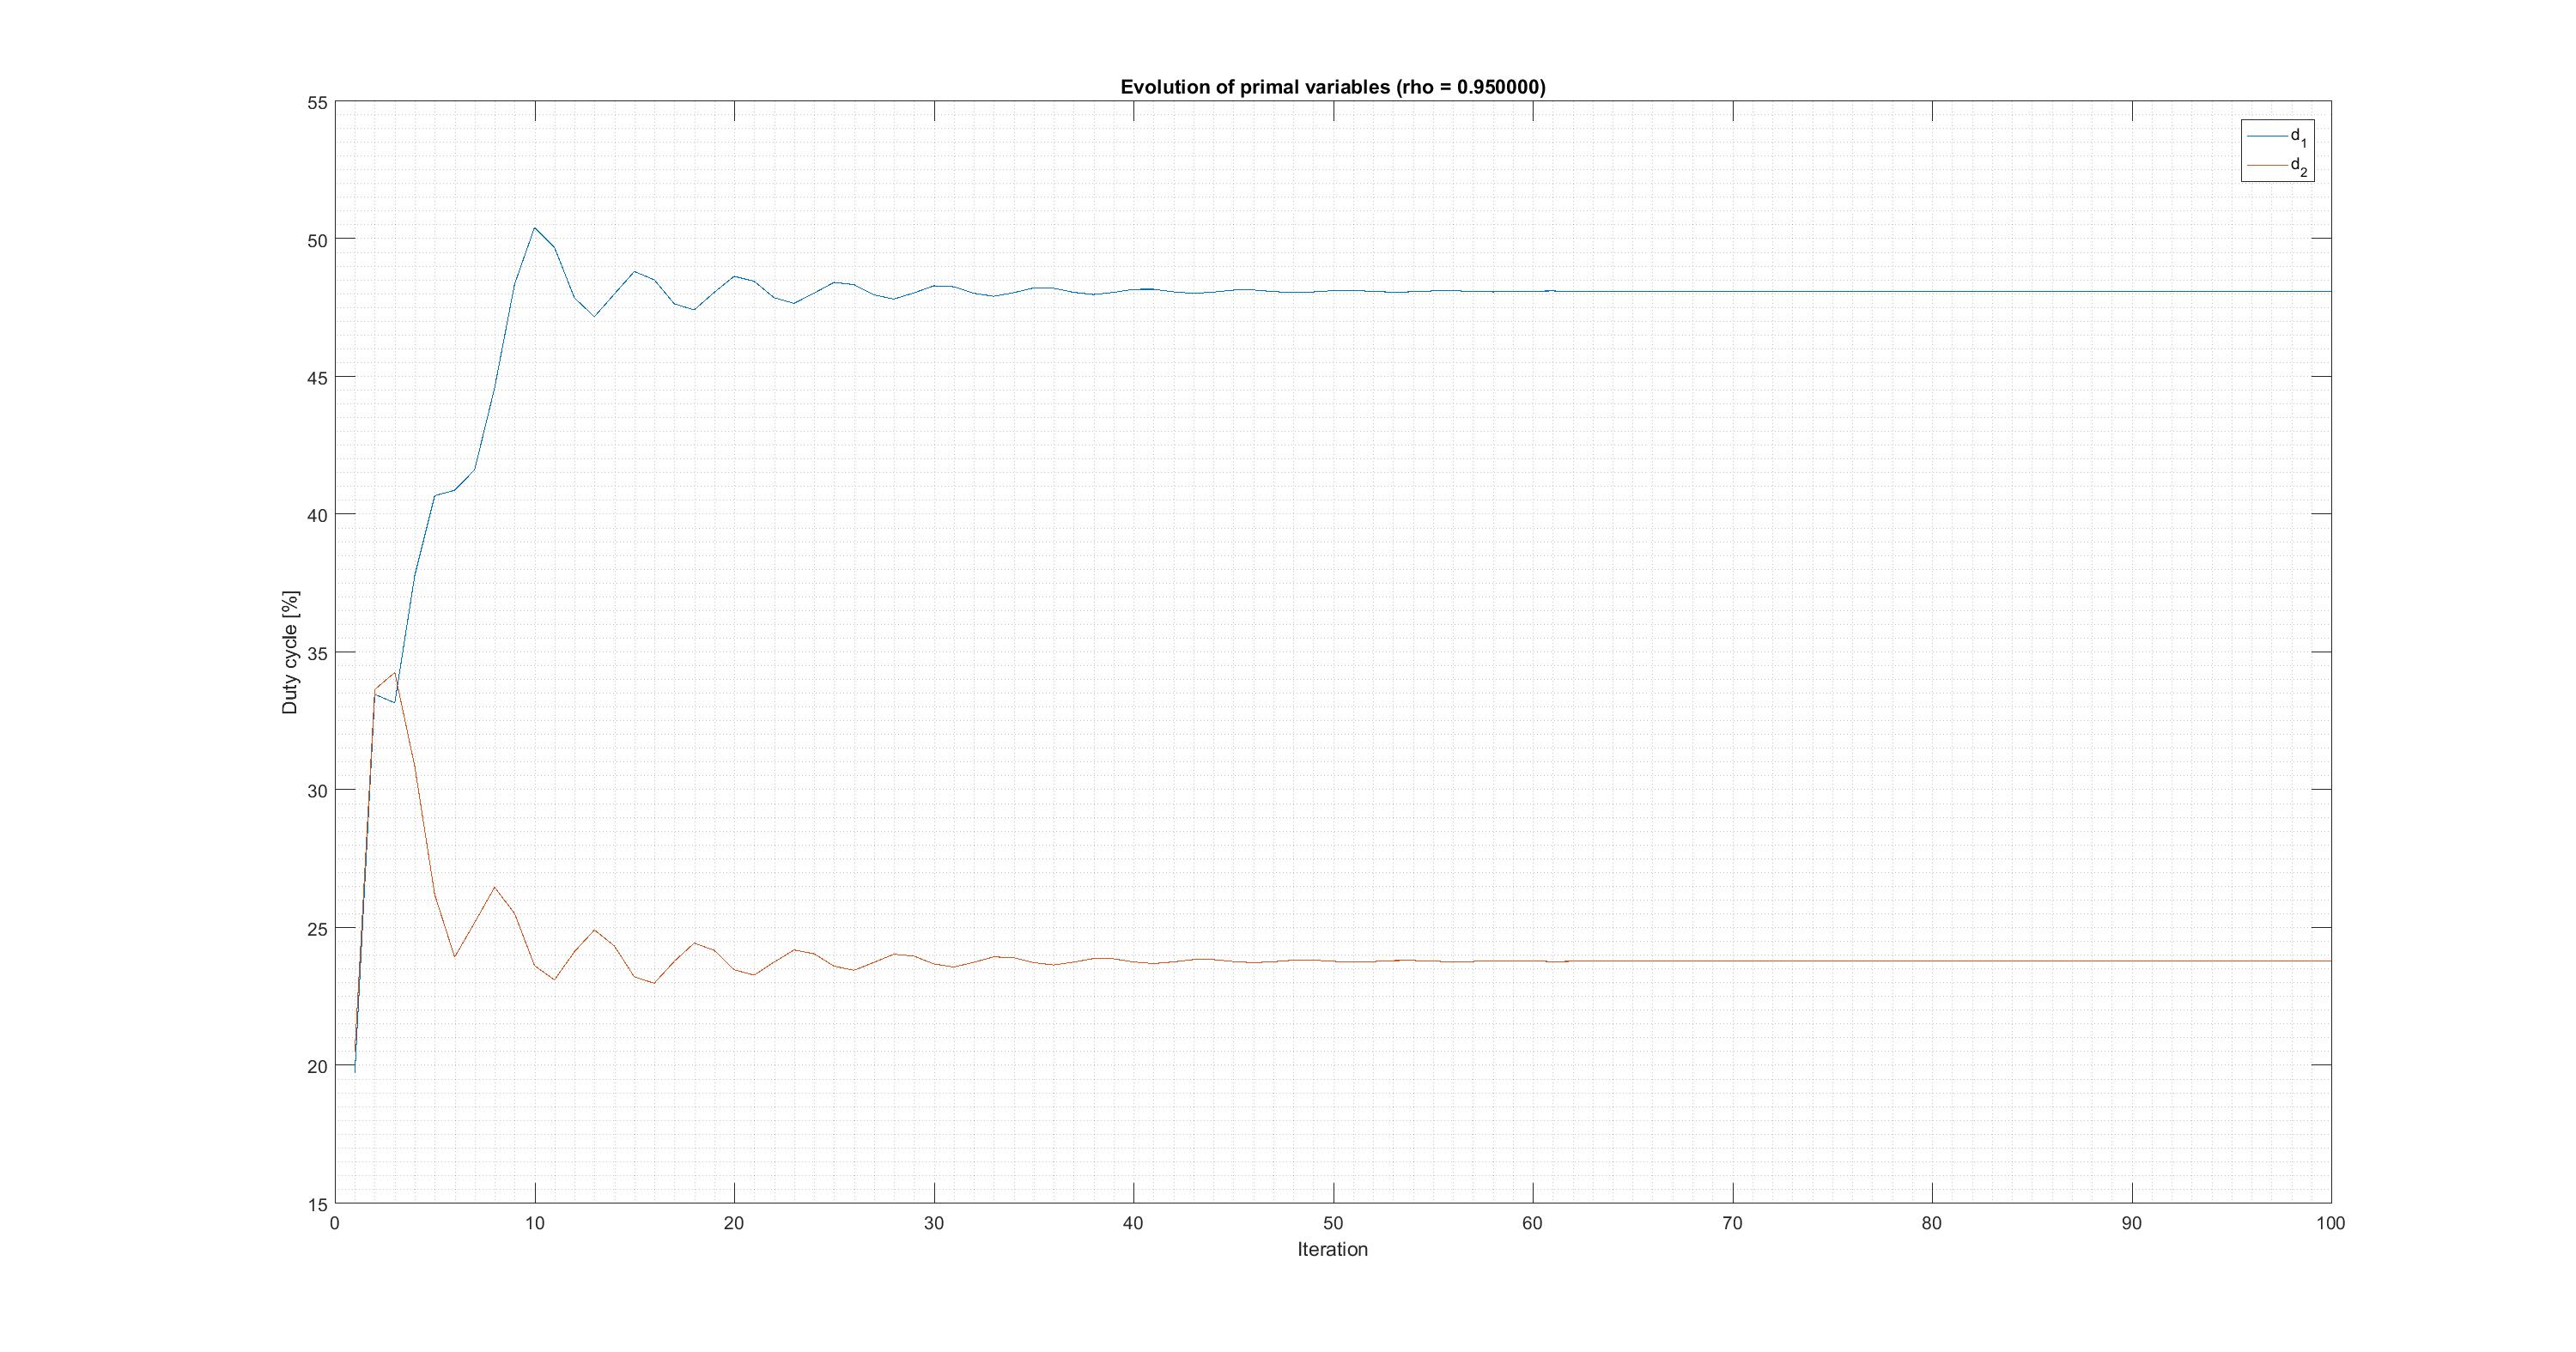 Evolution of primal variables (rho = 0.950000)
55
50
45
40
35
30
25
20
15
Duty cycle [%]
d1
d2
0 10 20 30 40 50 60 70 80 90 100
Iteration